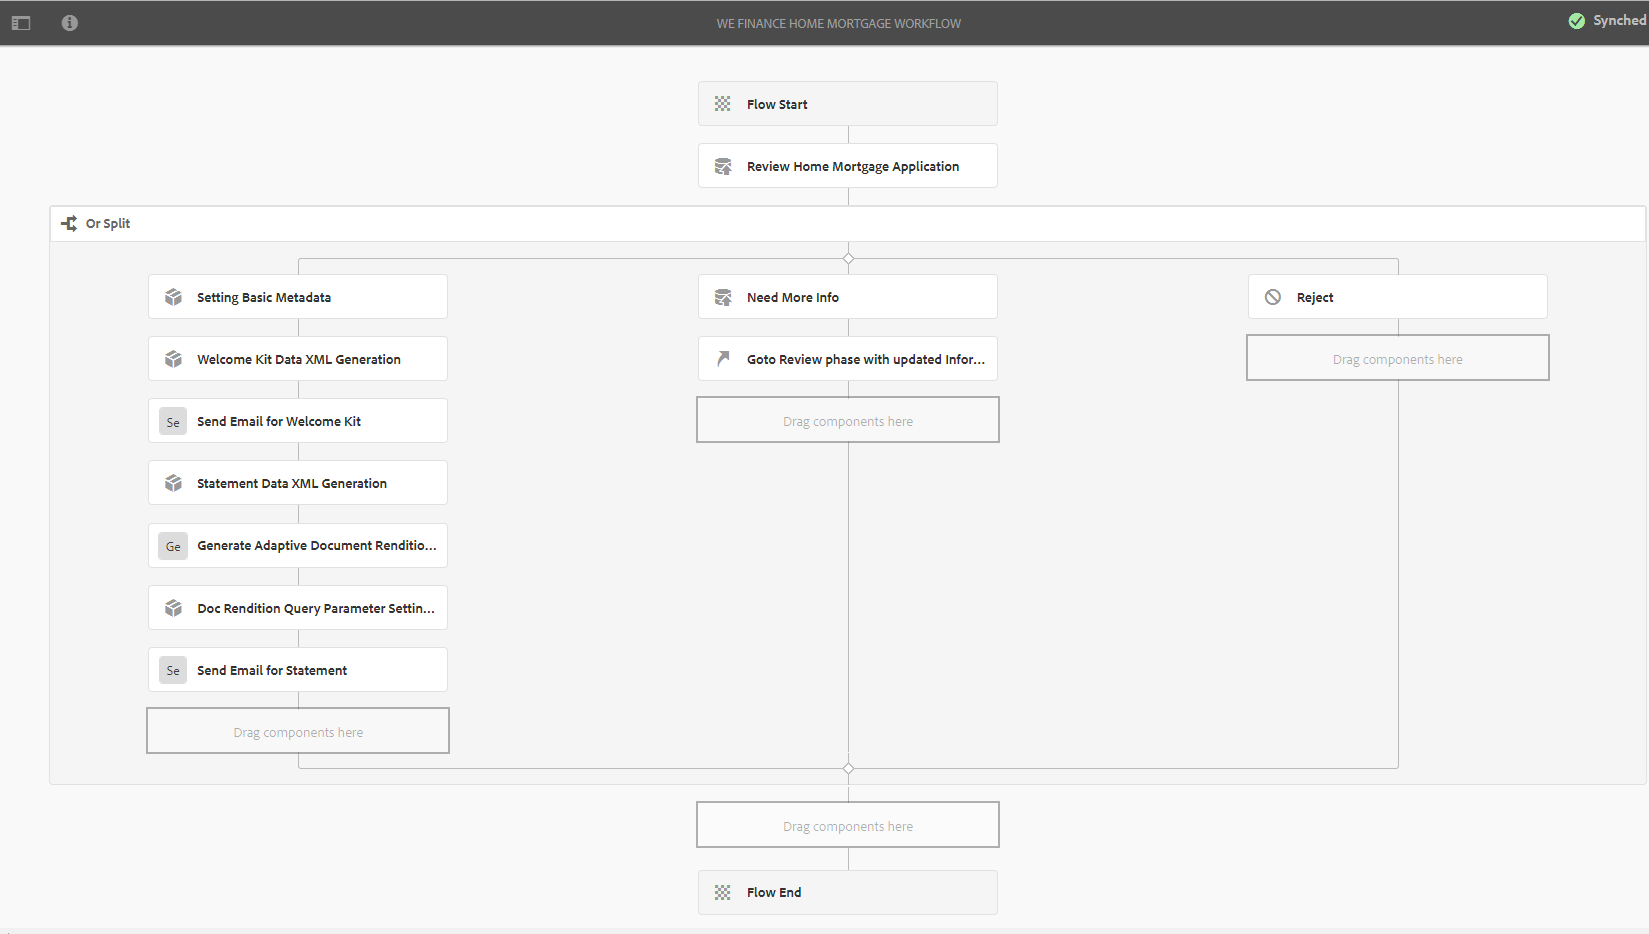 WE FINANCE HOME MORTGAGE WORKFLOW
Synched
Flow Start
Review Home Mortgage Application
Or Split
Setting Basic Metadata
Welcome Kit Data XML Generation
Se Send Email for Welcome Kit
Statement Data XML Generation
Ge Generate Adaptive Document Renditio...
Doc Rendition Query Parameter Settin...
Se Send Email for Statement
Drag components here
Need More Info
Goto Review phase with updated Infor...
Drag components here
Reject
Drag components here
Drag components here
Flow End